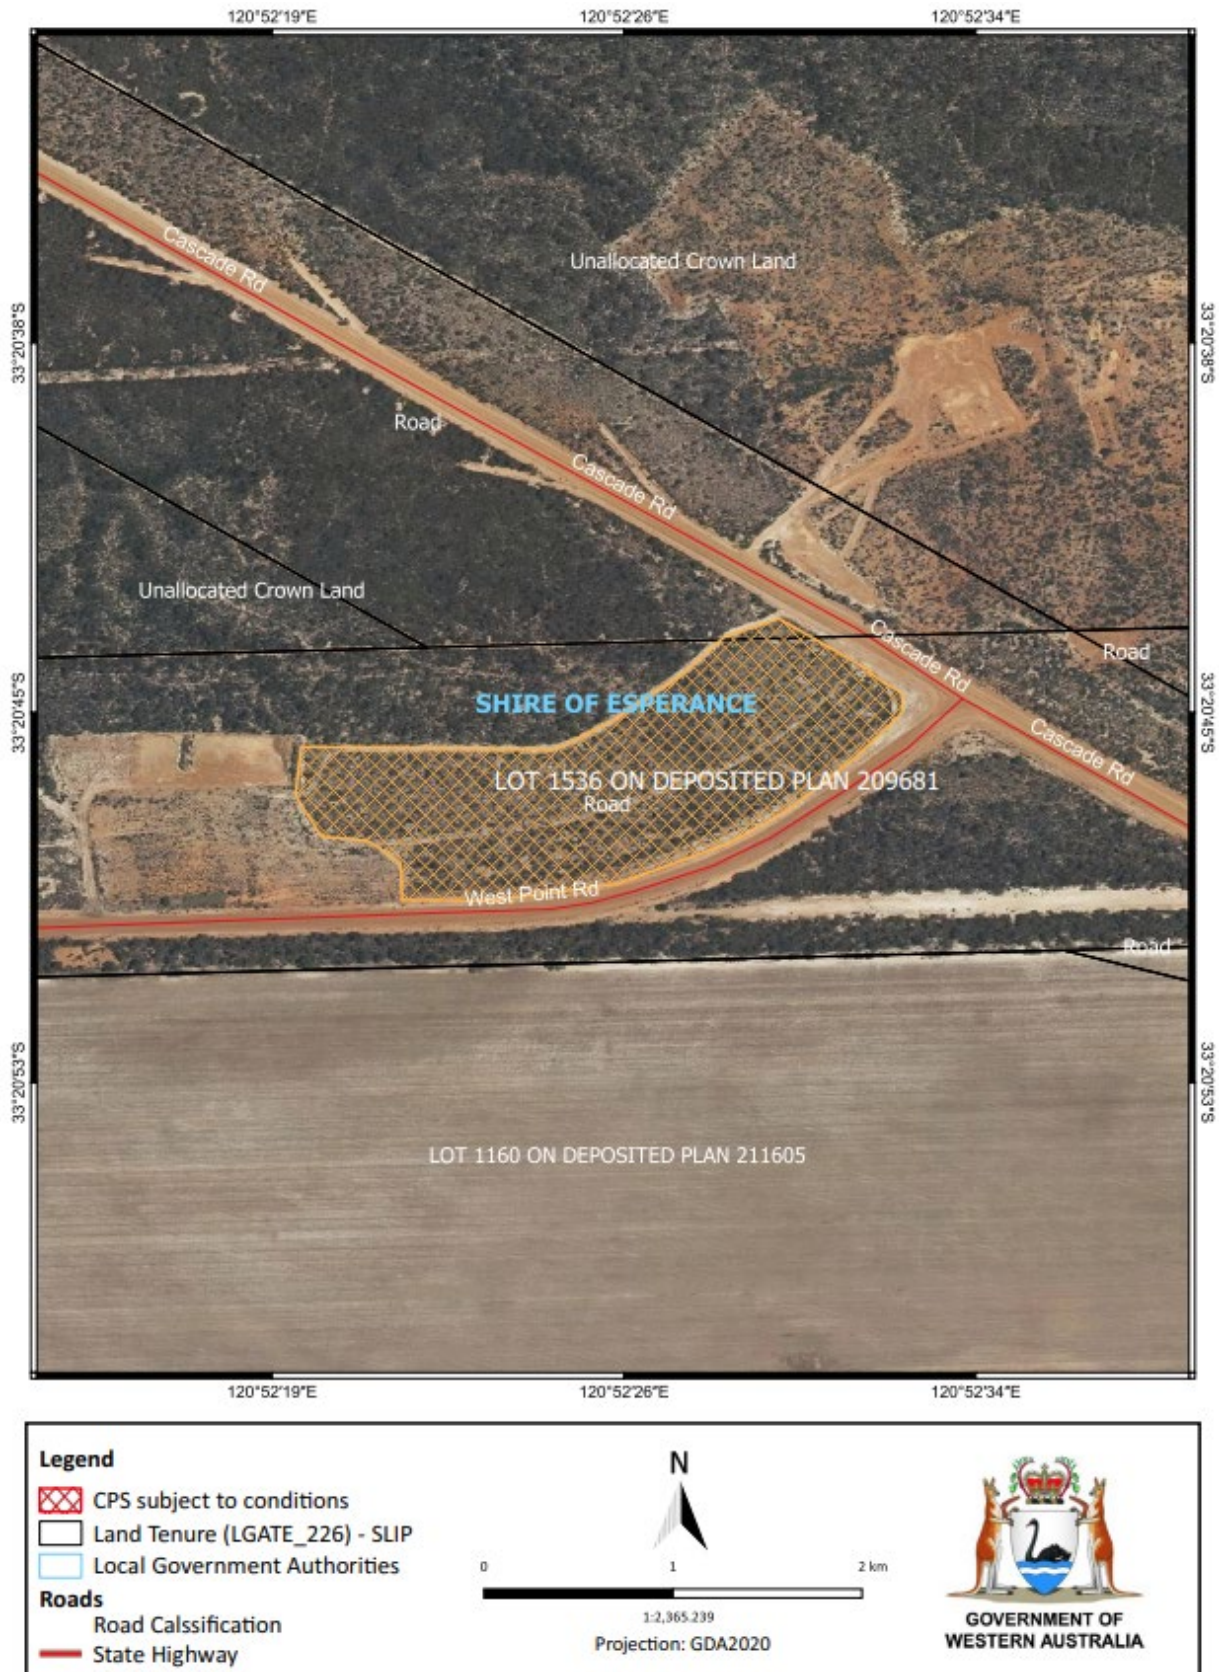 120°52'19"E 120°52'26"E 120°52'34"E
Cascade Rd
Unallocated Crown Land
33°20'38"S
33°20'38"S
Road
Cascade Rd
Unallocated Crown Land
Cascade Rd
Road
SHIRE OF ESPERANCE
33°20'45"S
33°20'45"S
Cascade Rd
LOT 1536 ON DEPOSITED PLAN 209681
Road
West Point Rd
Road
33°20'53"S
33°20'53"S
LOT 1160 ON DEPOSITED PLAN 211605
120°52'19"E 120°52'26"E 120°52'34"E
Legend
CPS subject to conditions
Land Tenure (LGATE_226) - SLIP
Local Government Authorities
Roads
Road Calssification
State Highway
N
0 1 2 km
1:2,365.239
Projection: GDA2020
GOVERNMENT OF
WESTERN AUSTRALIA